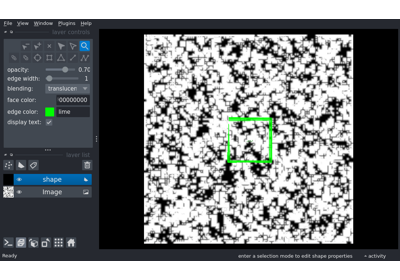 File View Window Plugins Help
layer controls
opacity: 0.70
edge width: 1
blending: translucen
face color: 00000000
edge color: lime
display text:
layer list
shape
Image
Ready
enter a selection mode to edit shape properties
activity